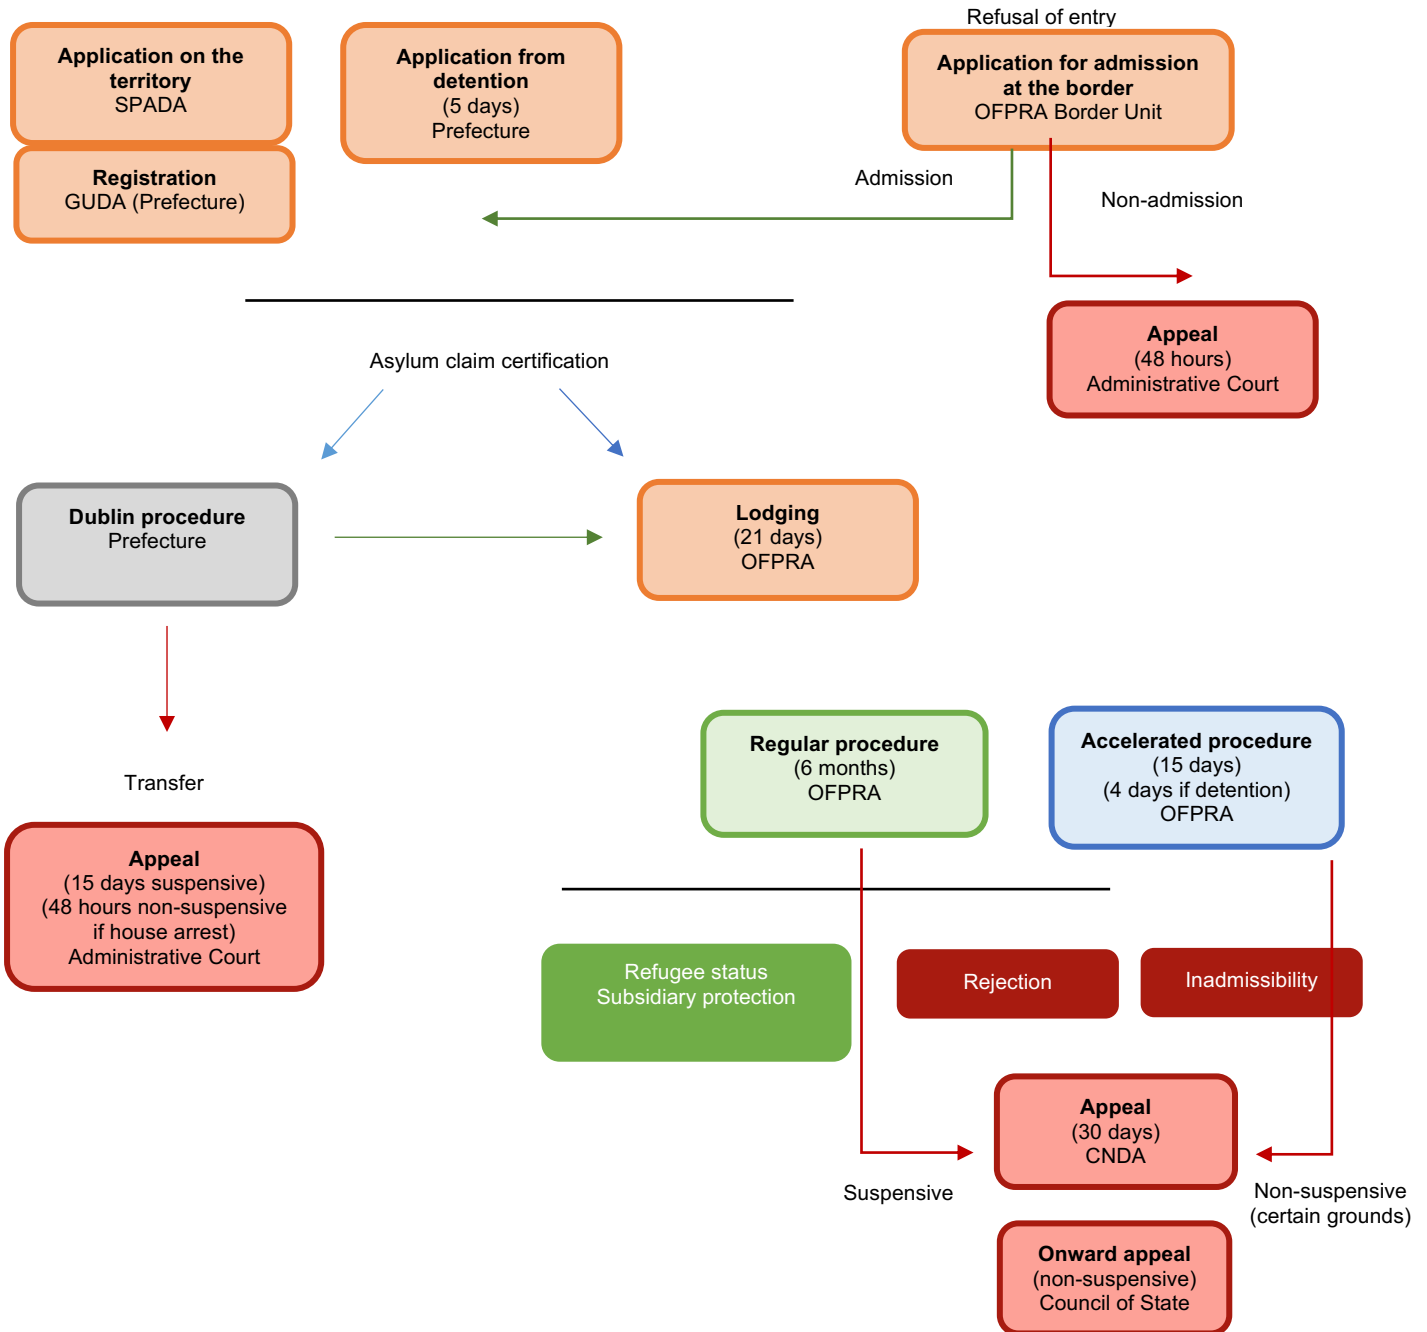 Refusal of entry
Application on the
territory
SPADA
Application from
detention
(5 days)
Prefecture
Application for admission
at the border
OFPRA Border Unit
Registration
GUDA (Prefecture)
Admission
Non-admission
Appeal
(48 hours)
Administrative Court
Asylum claim certification
Dublin procedure
Prefecture
Lodging
(21 days)
OFPRA
Transfer
Regular procedure
(6 months)
OFPRA
Accelerated procedure
(15 days)
(4 days if detention)
OFPRA
Appeal
(15 days suspensive)
(48 hours non-suspensive
if house arrest)
Administrative Court
Refugee status
Subsidiary protection
Rejection
Inadmissibility
Appeal
(30 days)
CNDA
Suspensive
Non-suspensive
(certain grounds)
Onward appeal
(non-suspensive)
Council of State